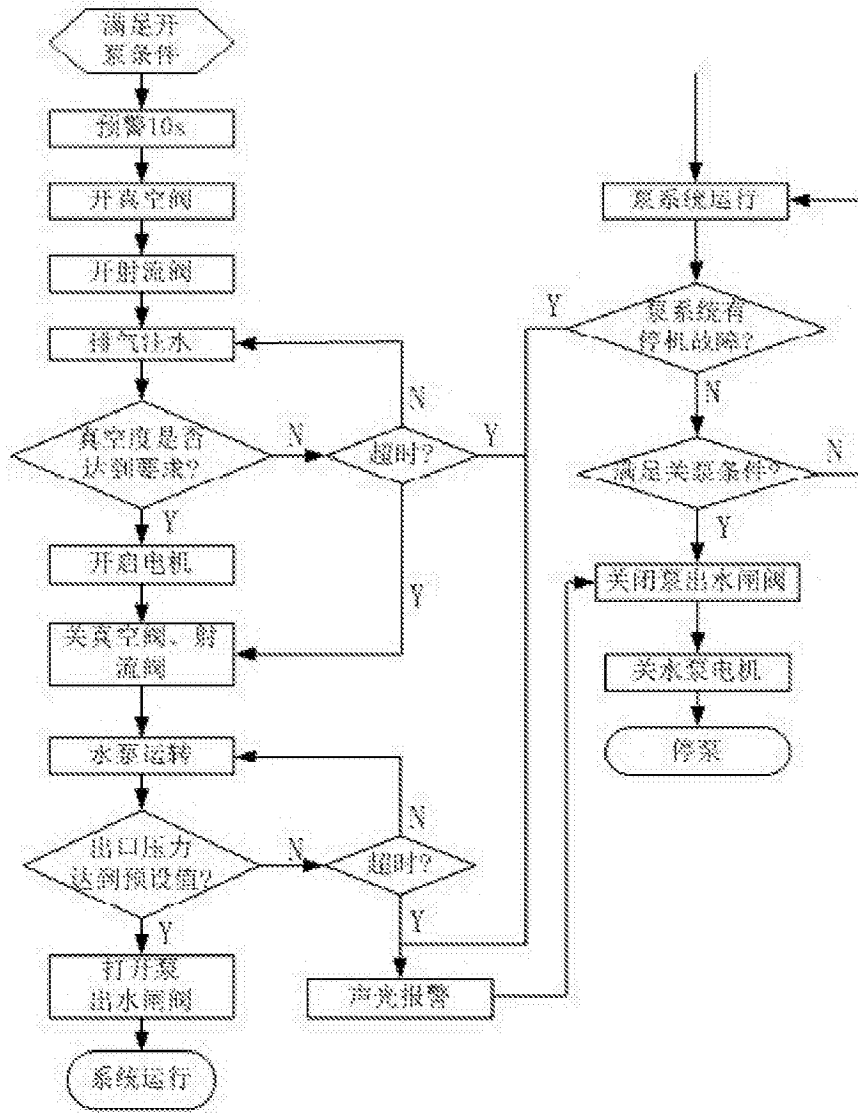 满足开
泵条件
预警10s
开真空阀
开射流阀
排气注水
真空度是否
达到要求?
N
超时?
N
Y
Y
Y
开启电机
关真空阀、射
流阀
水泵运转
出口压力
达到预设值?
N
超时?
N
Y
Y
打开泵
出水闸阀
声光报警
系统运行
泵系统运行
泵系统有
停机故障?
Y
N
满足关泵条件?
N
Y
关闭泵出水闸阀
关水泵电机
停泵